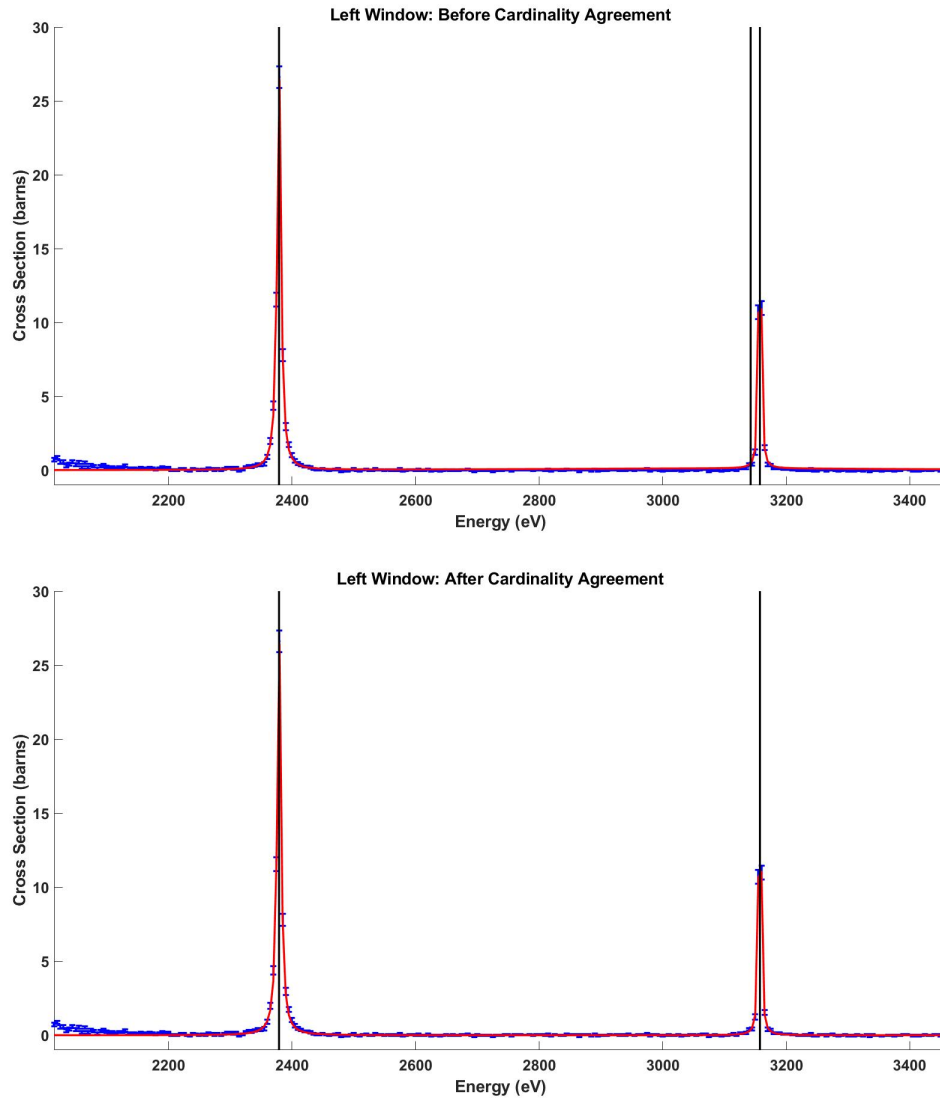 Left Window: Before Cardinality Agreement
30
25
20
15
10
5
0
Cross Section (barns)
2200 2400 2600 2800 3000 3200 3400
Energy (eV)
Left Window: After Cardinality Agreement
30
25
20
15
10
5
0
Cross Section (barns)
2200 2400 2600 2800 3000 3200 3400
Energy (eV)